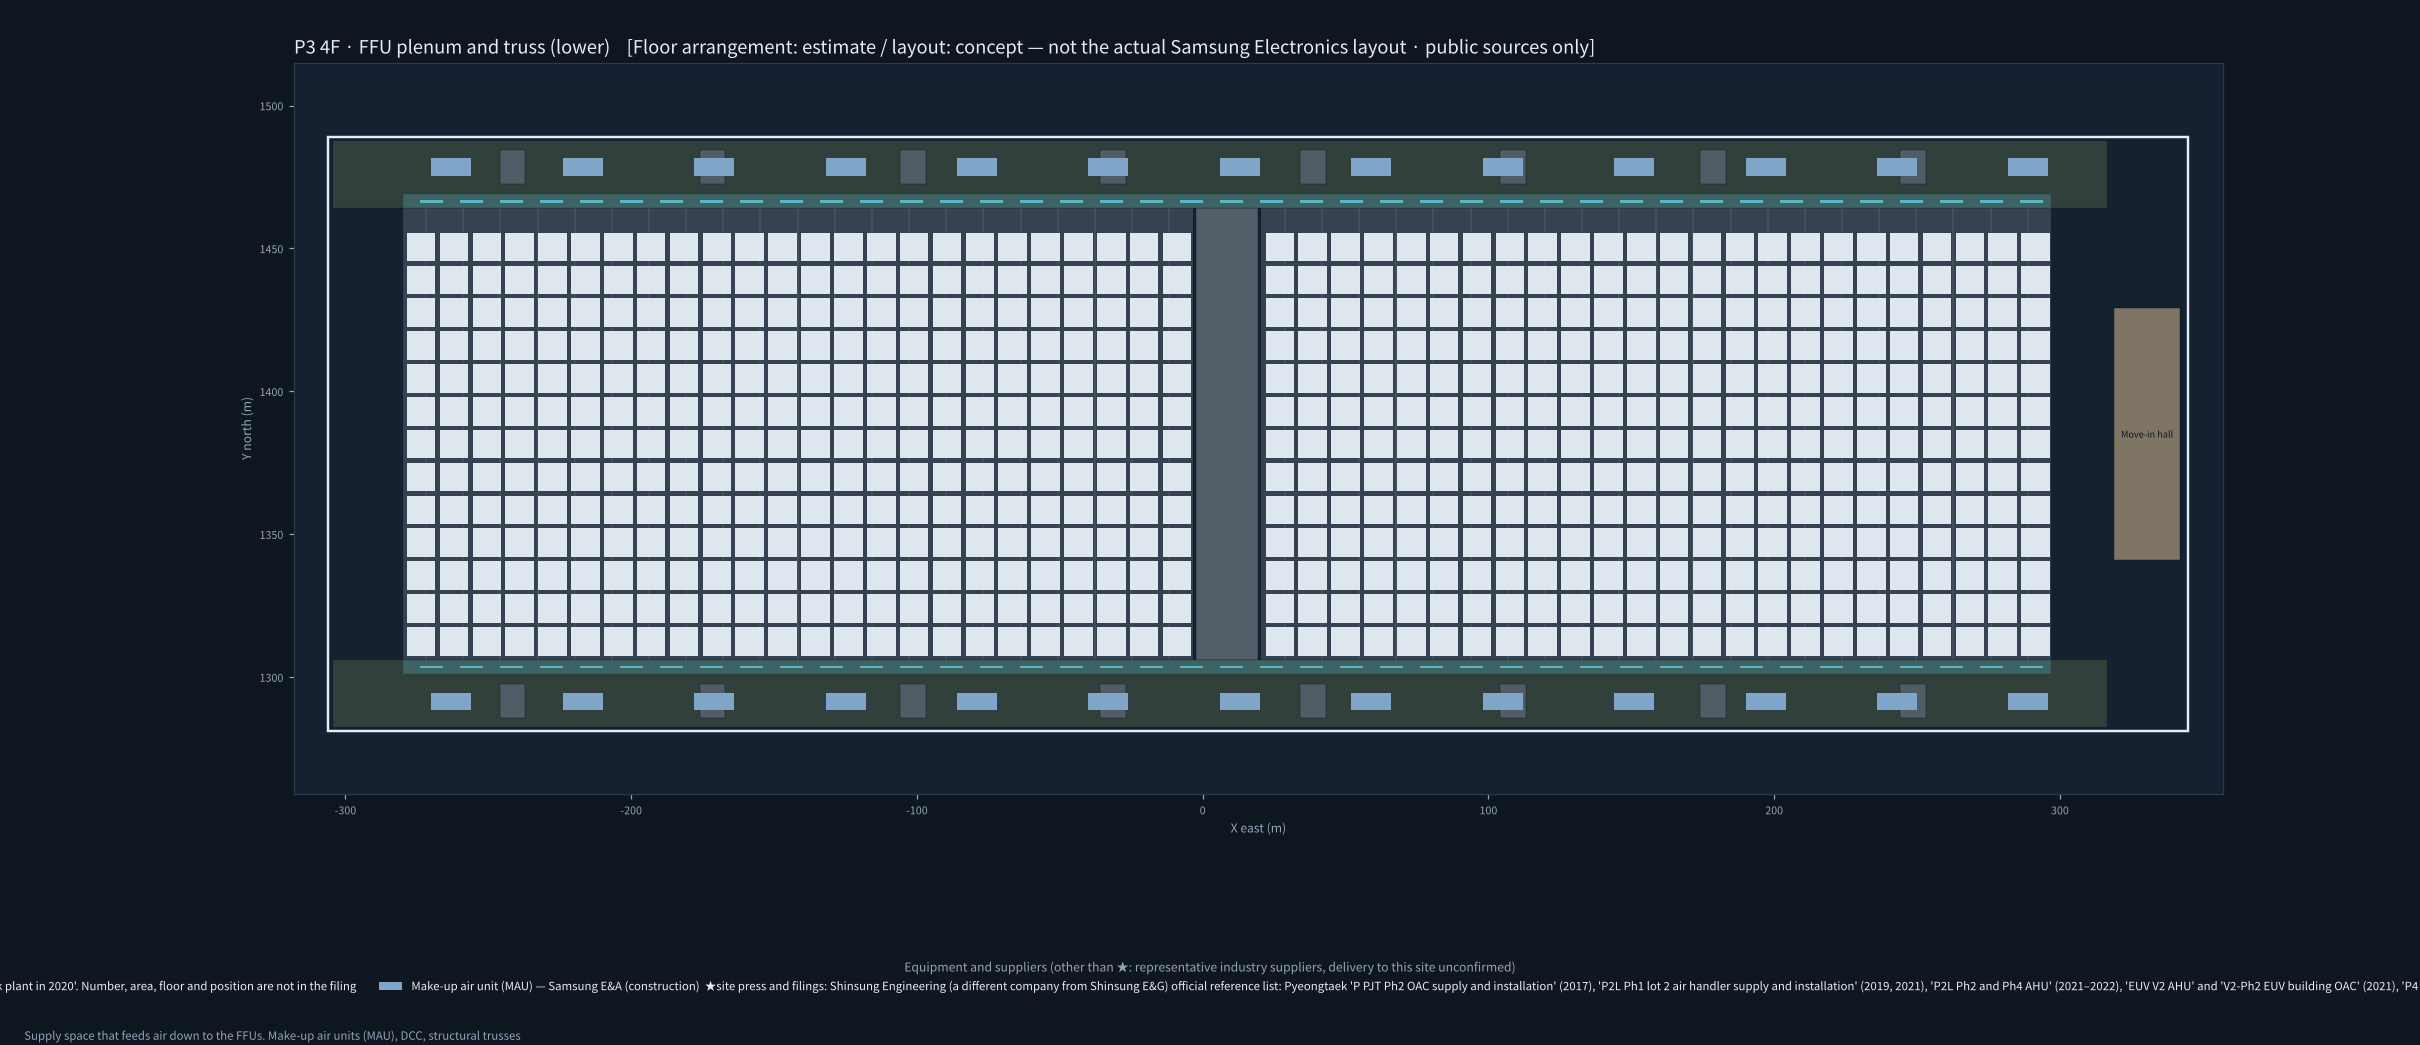 P3 4F · FFU plenum and truss (lower) [Floor arrangement: estimate / layout: concept — not the actual Samsung Electronics layout · public sources only]
1500
1450
1400
1350
1300
Y north (m)
Move-in hall
-300 -200 -100 0 100 200 300
X east (m)
Equipment and suppliers (other than ★: representative industry suppliers, delivery to this site unconfirmed)
plant in 2020'. Number, area, floor and position are not in the filing Make-up air unit (MAU) — Samsung E&A (construction) ★site press and filings: Shinsung Engineering (a different company from Shinsung E&G) official reference list: Pyeongtaek 'P PJT Ph2 OAC supply and installation' (2017), 'P2L Ph1 lot 2 air handler supply and installation' (2019, 2021), 'P2L Ph2 and Ph4 AHU' (2021–2022), 'EUV V2 AHU' and 'V2-Ph2 EUV building OAC' (2021), 'P4
Supply space that feeds air down to the FFUs. Make-up air units (MAU), DCC, structural trusses